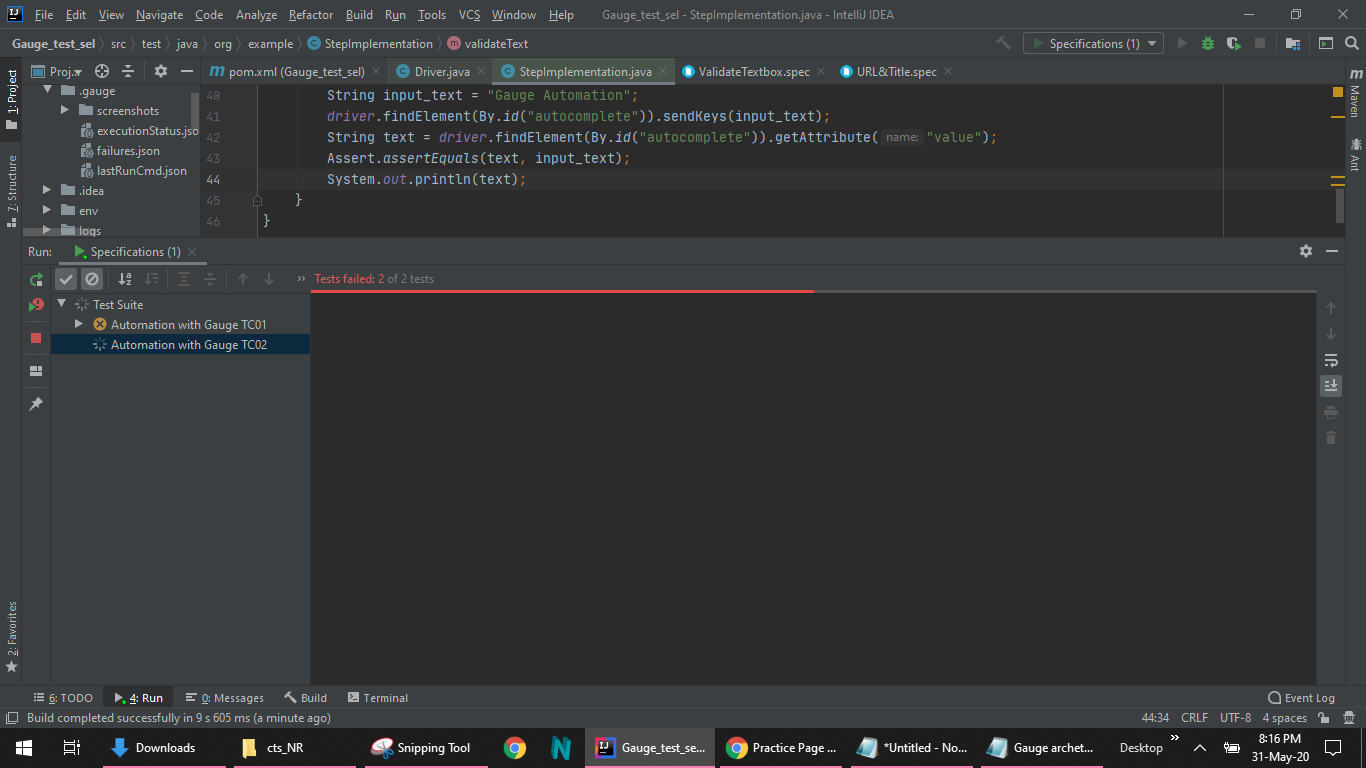 File Edit View Navigate Code Analyze Refactor Build Run Tools VCS Window Help Gauge_test_sel - StepImplementation.java - IntelliJ IDEA
Gauge_test_sel src test java org example StepImplementation validateText Specifications (1)
1: Project
Proj.. pom.xml (Gauge_test_sel) Driver.java StepImplementation.java ValidateTextbox.spec URL&Title.spec
.gauge
screenshots
executionStatus.jso
failures.json
lastRunCmd.json
.idea
env
logs
40 String input_text = "Gauge Automation";
41 driver.findElement(By.id("autocomplete")).sendKeys(input_text);
42 String text = driver.findElement(By.id("autocomplete")).getAttribute( name: "value");
43 Assert.assertEquals(text, input_text);
44 System.out.println(text);
45 }
46 }
Maven
Ant
7: Structure
2: Favorites
Run: Specifications (1)
Tests failed: 2 of 2 tests
Test Suite
Automation with Gauge TC01
Automation with Gauge TC02
6: TODO 4: Run 0: Messages Build Terminal Event Log
Build completed successfully in 9 s 605 ms (a minute ago) 44:34 CRLF UTF-8 4 spaces
Downloads cts_NR Snipping Tool Gauge_test_se... Practice Page ... *Untitled - No... Gauge archet... Desktop
8:16 PM
31-May-20